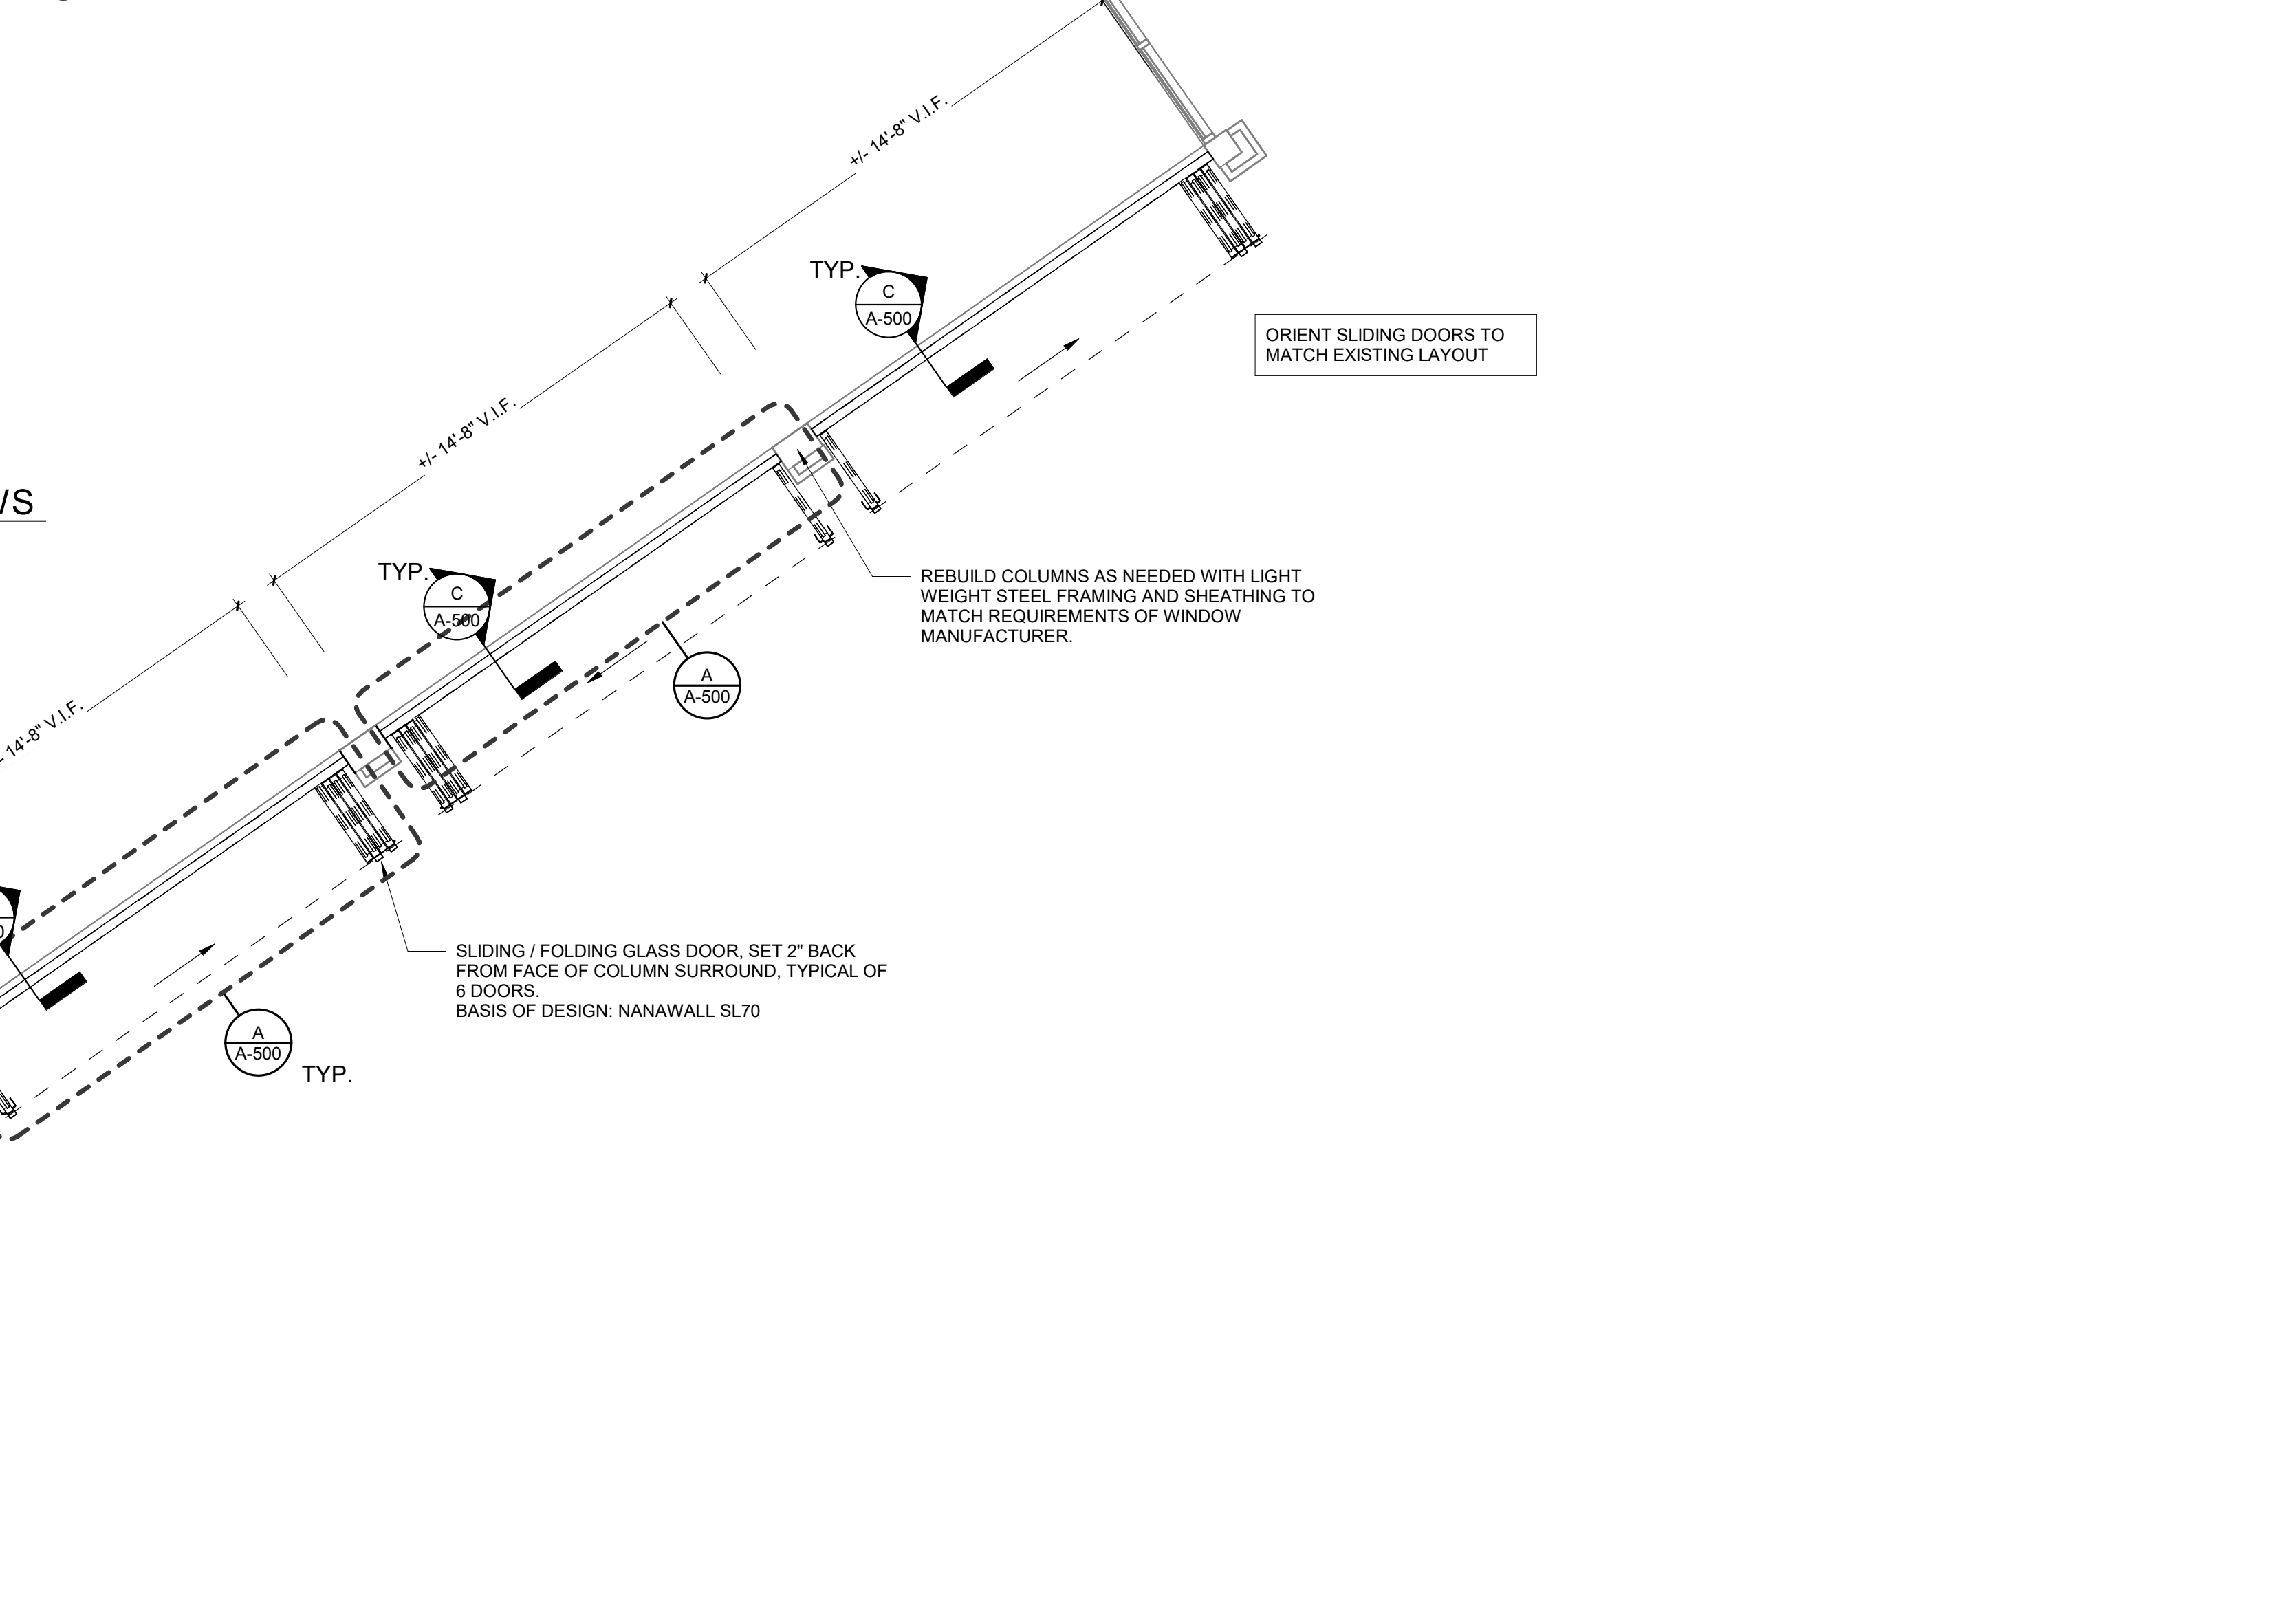 +/- 14'-8" V.I.F.
TYP.
C
A-500
ORIENT SLIDING DOORS TO
MATCH EXISTING LAYOUT
+/- 14'-8" V.I.F.
/S
TYP.
C
A-500
REBUILD COLUMNS AS NEEDED WITH LIGHT
WEIGHT STEEL FRAMING AND SHEATHING TO
MATCH REQUIREMENTS OF WINDOW
MANUFACTURER.
A
A-500
- 14'-8" V.I.F.
0
SLIDING / FOLDING GLASS DOOR, SET 2" BACK
FROM FACE OF COLUMN SURROUND, TYPICAL OF
6 DOORS.
BASIS OF DESIGN: NANAWALL SL70
A
A-500
TYP.